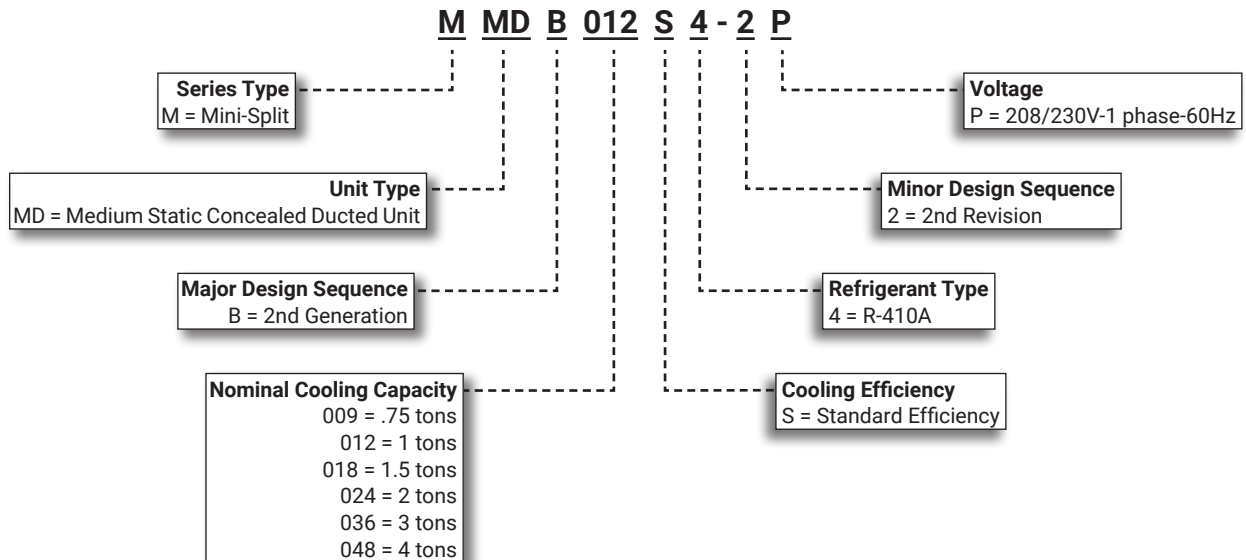 M MD B 012 S 4 - 2 P
Series Type
M = Mini-Split
Voltage
P = 208/230V-1 phase-60Hz
Unit Type
MD = Medium Static Concealed Ducted Unit
Minor Design Sequence
2 = 2nd Revision
Major Design Sequence
B = 2nd Generation
Refrigerant Type
4 = R-410A
Nominal Cooling Capacity
009 = .75 tons
012 = 1 tons
018 = 1.5 tons
024 = 2 tons
036 = 3 tons
048 = 4 tons
Cooling Efficiency
S = Standard Efficiency